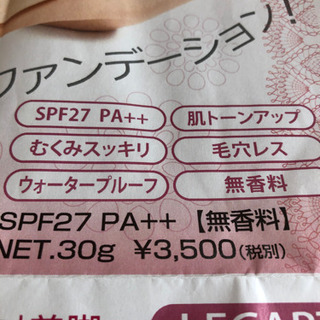 ファンデーション!
SPF27 PA++ 肌トーンアップ
むくみスッキリ 毛穴レス
ウォータープルーフ 無香料
SPF27 PA++ 【無香料】
NET.30g ¥3,500(税別)